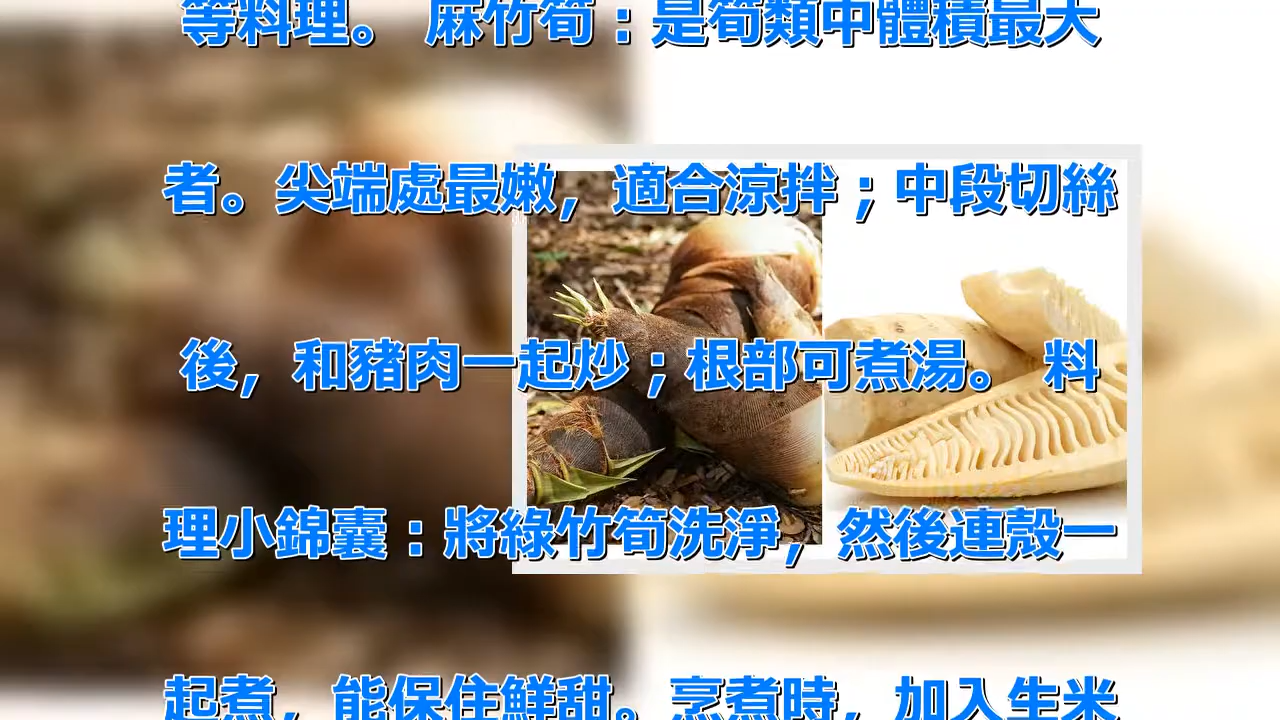 等料理。 麻竹筍：是筍類中體積最大
者。尖端處最嫩，適合涼拌；中段切絲
後，和豬肉一起炒；根部可煮湯。 料
理小錦囊：將綠竹筍洗淨，然後連殼一
起煮，能保住鮮甜。烹煮時，加入生米